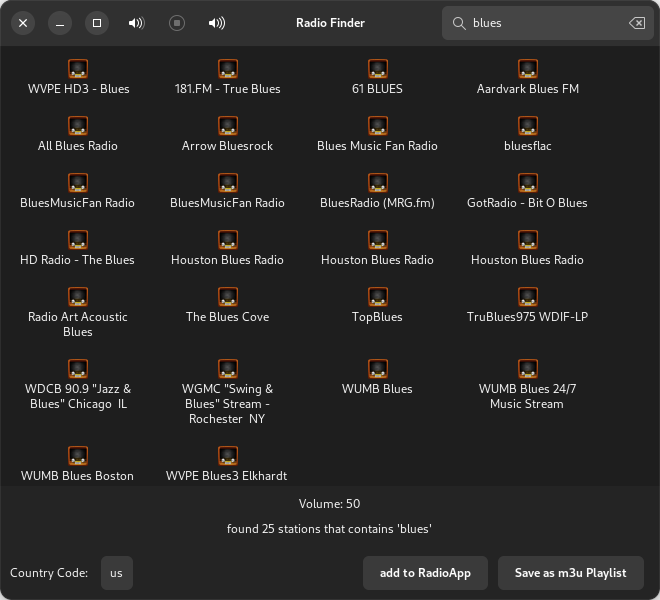 Radio Finder
blues
WVPE HD3 - Blues
181.FM - True Blues
61 BLUES
Aardvark Blues FM
All Blues Radio
Arrow Bluesrock
Blues Music Fan Radio
bluesflac
BluesMusicFan Radio
BluesMusicFan Radio
BluesRadio (MRG.fm)
GotRadio - Bit O Blues
HD Radio - The Blues
Houston Blues Radio
Houston Blues Radio
Houston Blues Radio
Radio Art Acoustic
Blues
The Blues Cove
TopBlues
TruBlues975 WDIF-LP
WDCB 90.9 "Jazz &
Blues" Chicago  IL
WGMC "Swing &
Blues" Stream -
Rochester  NY
WUMB Blues
WUMB Blues 24/7
Music Stream
WUMB Blues Boston
WVPE Blues3 Elkhardt
Volume: 50
found 25 stations that contains 'blues'
Country Code:
us
add to RadioApp
Save as m3u Playlist